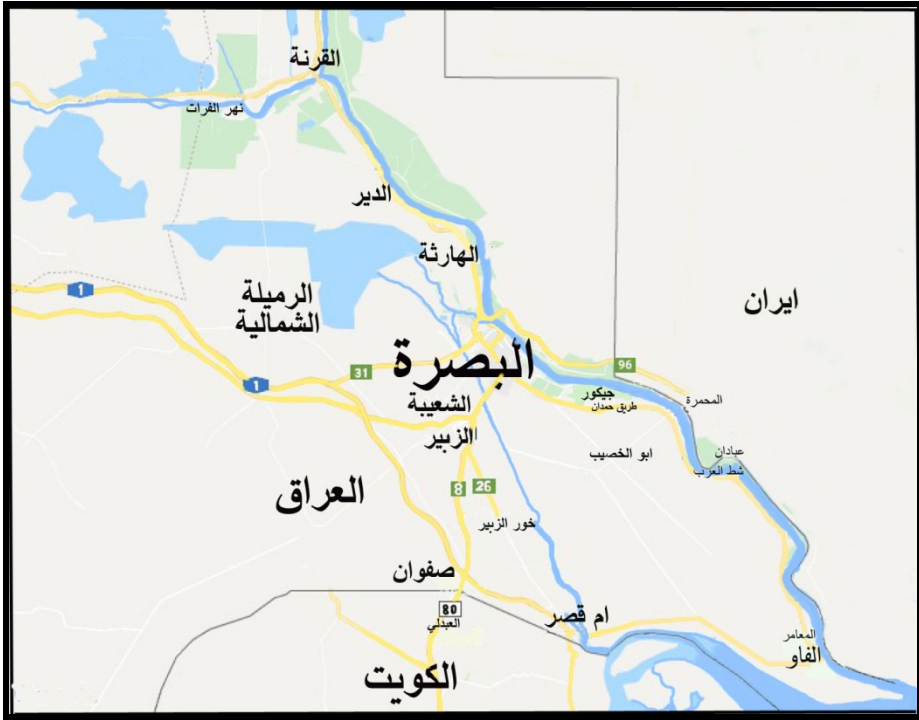 القرنة
نهر الفرات
الدير
الهارثة
ايران
الرميلة
الشمالية
1
1
31
البصرة
96
المحمرة
جيكور
طريق حمدان
الشعيبة
الزبير
ابو الخصيب
عبادان
شط العرب
العراق
8
26
خور الزبير
صفوان
80
العبدلي
ام قصر
المعامر
الفاو
الكويت